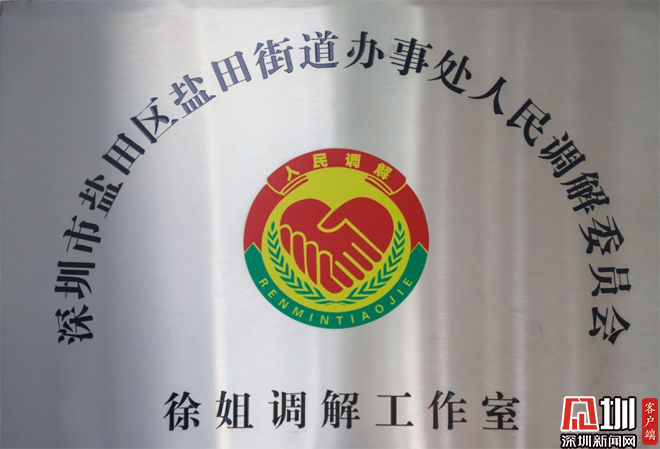 深圳市盐田区盐田街道办事处人民调解委员会
人民调解
RENMINTIAOJIE
徐姐调解工作室
圳
客户端
深圳新闻网